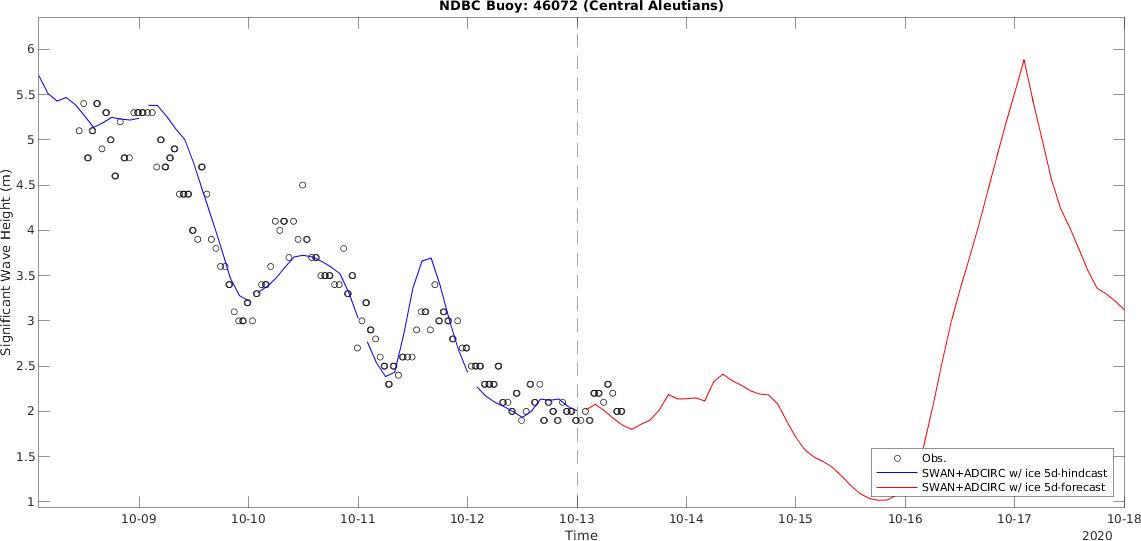 NDBC Buoy: 46072 (Central Aleutians)
Significant Wave Height (m)
6
5.5
5
4.5
4
3.5
3
2.5
2
1.5
1
Obs.
SWAN+ADCIRC w/ ice 5d-hindcast
SWAN+ADCIRC w/ ice 5d-forecast
10-09 10-10 10-11 10-12 10-13 10-14 10-15 10-16 10-17 10-18
Time
2020